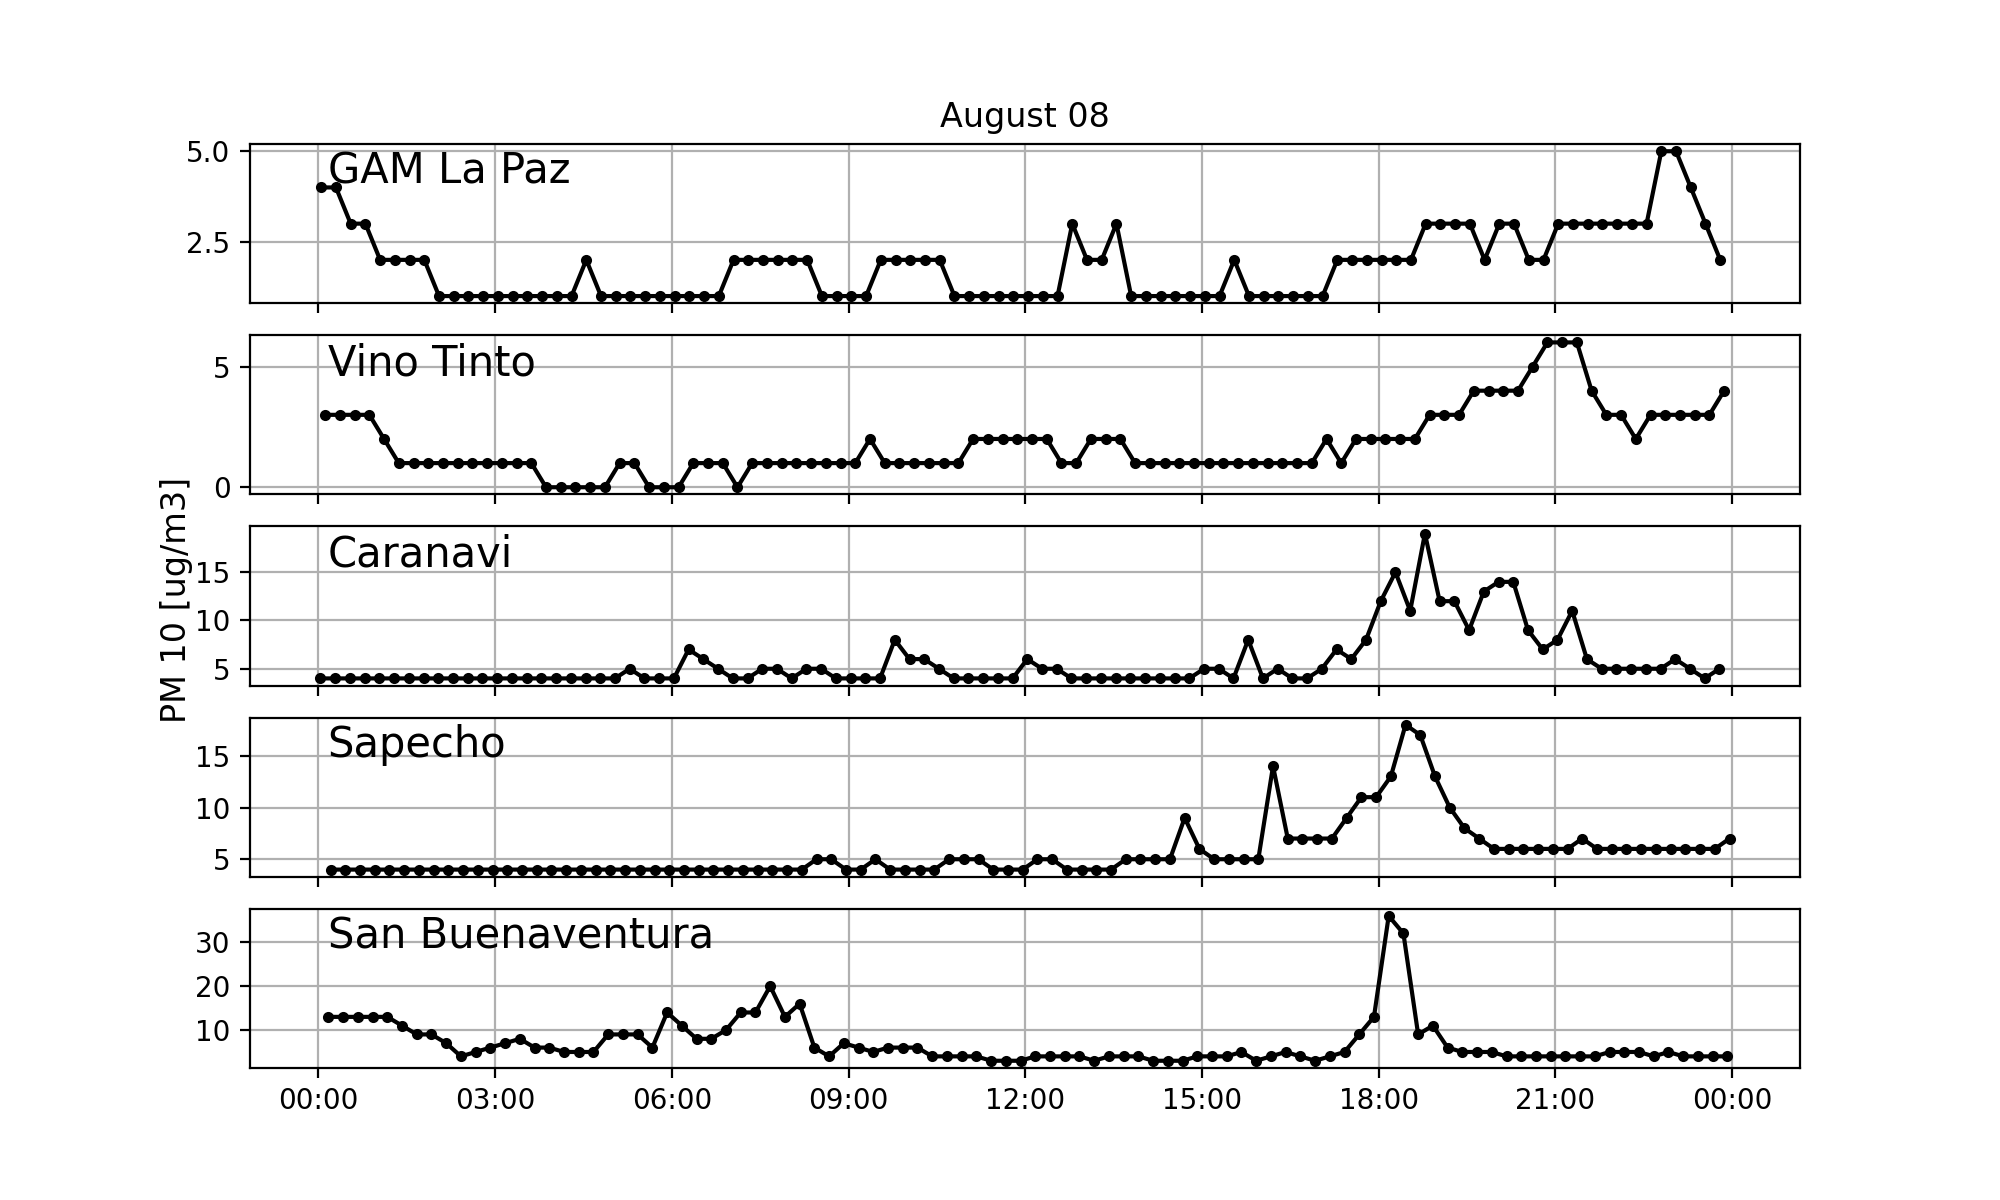 August 08
PM 10 [ug/m3]
GAM La Paz
5.0
2.5
Vino Tinto
5
0
Caranavi
15
10
5
Sapecho
15
10
5
San Buenaventura
30
20
10
00:00 03:00 06:00 09:00 12:00 15:00 18:00 21:00 00:00